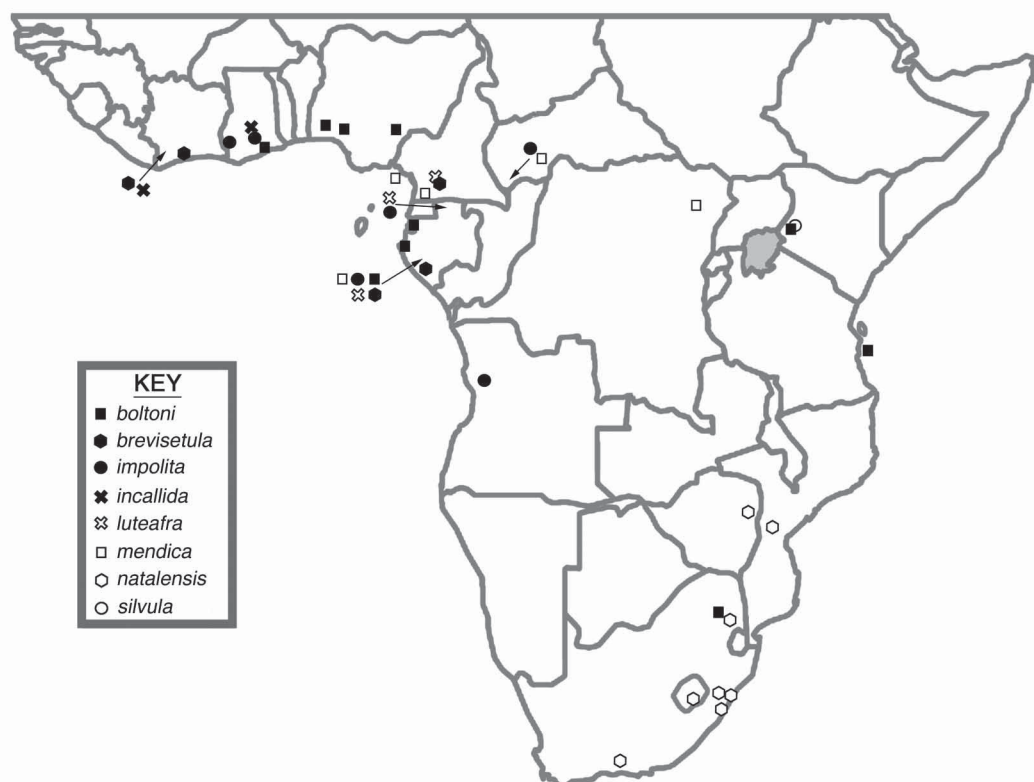 KEY
boltoni
brevisetula
impolita
incallida
luteafra
mendica
natalensis
silvula